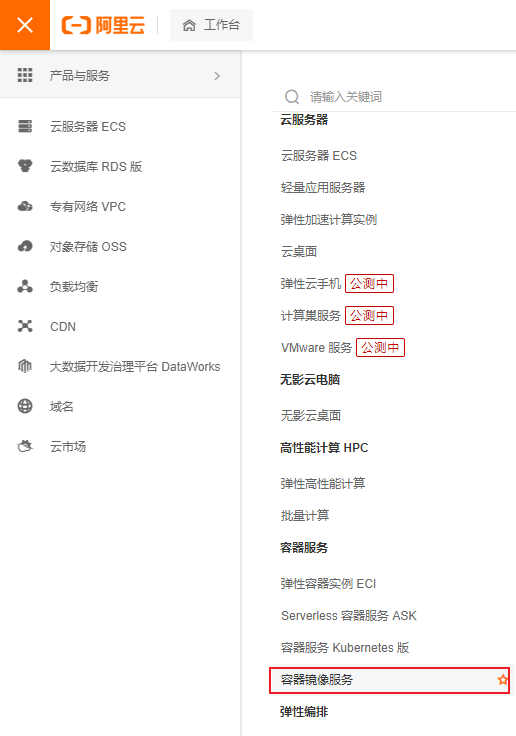 阿里云
工作台
产品与服务
云服务器 ECS
云数据库 RDS 版
专有网络 VPC
对象存储 OSS
负载均衡
CDN
大数据开发治理平台 DataWorks
域名
云市场
请输入关键词
云服务器
云服务器 ECS
轻量应用服务器
弹性加速计算实例
云桌面
弹性云手机 公测中
计算巢服务 公测中
VMware 服务 公测中
无影云电脑
无影云桌面
高性能计算 HPC
弹性高性能计算
批量计算
容器服务
弹性容器实例 ECI
Serverless 容器服务 ASK
容器服务 Kubernetes 版
容器镜像服务
弹性编排